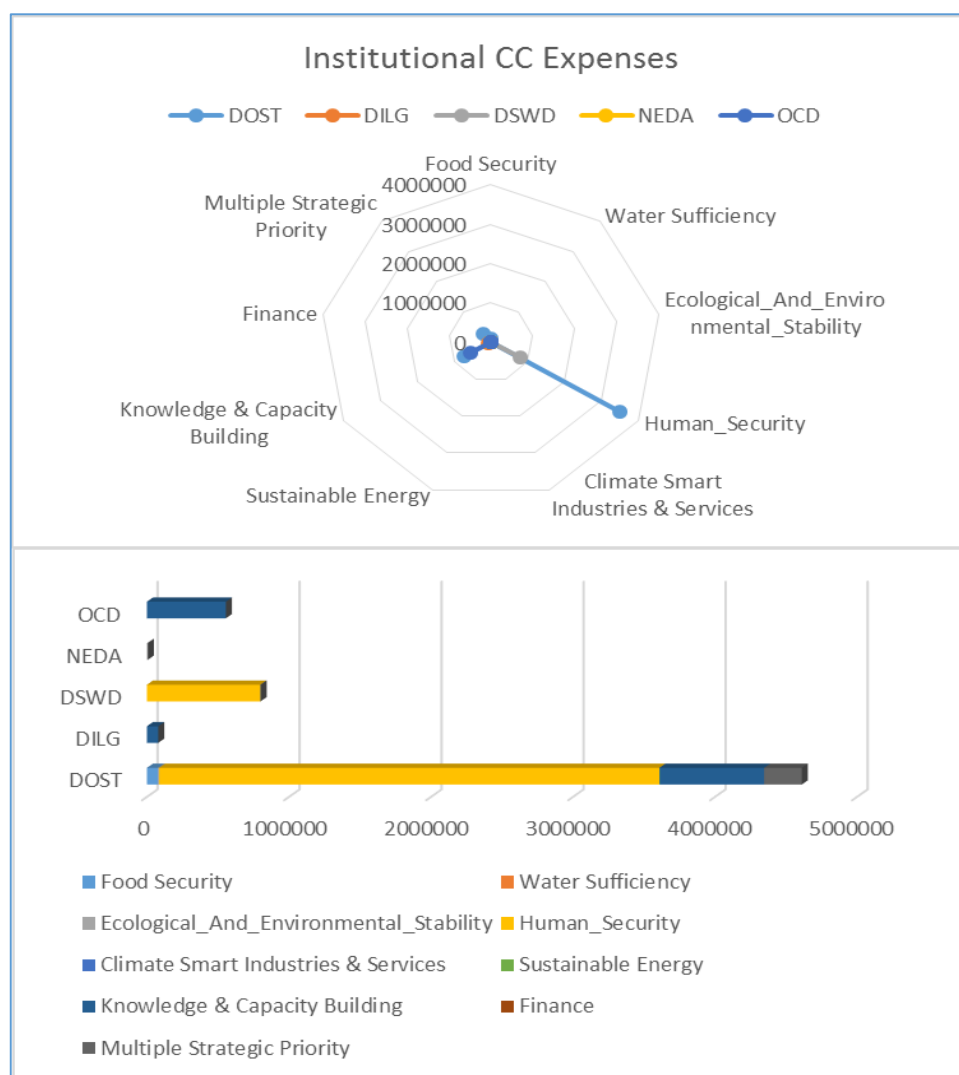 Institutional CC Expenses
DOST DILG DSWD NEDA OCD
Food Security
4000000
Multiple Strategic
Priority
Water Sufficiency
3000000
2000000
Ecological_And_Enviro
nmental_Stability
Finance
1000000
0
Knowledge & Capacity
Building
Human_Security
Sustainable Energy
Climate Smart
Industries & Services
OCD
NEDA
DSWD
DILG
DOST
0 1000000 2000000 3000000 4000000 5000000
Food Security Water Sufficiency
Ecological_And_Environmental_Stability Human_Security
Climate Smart Industries & Services Sustainable Energy
Knowledge & Capacity Building Finance
Multiple Strategic Priority